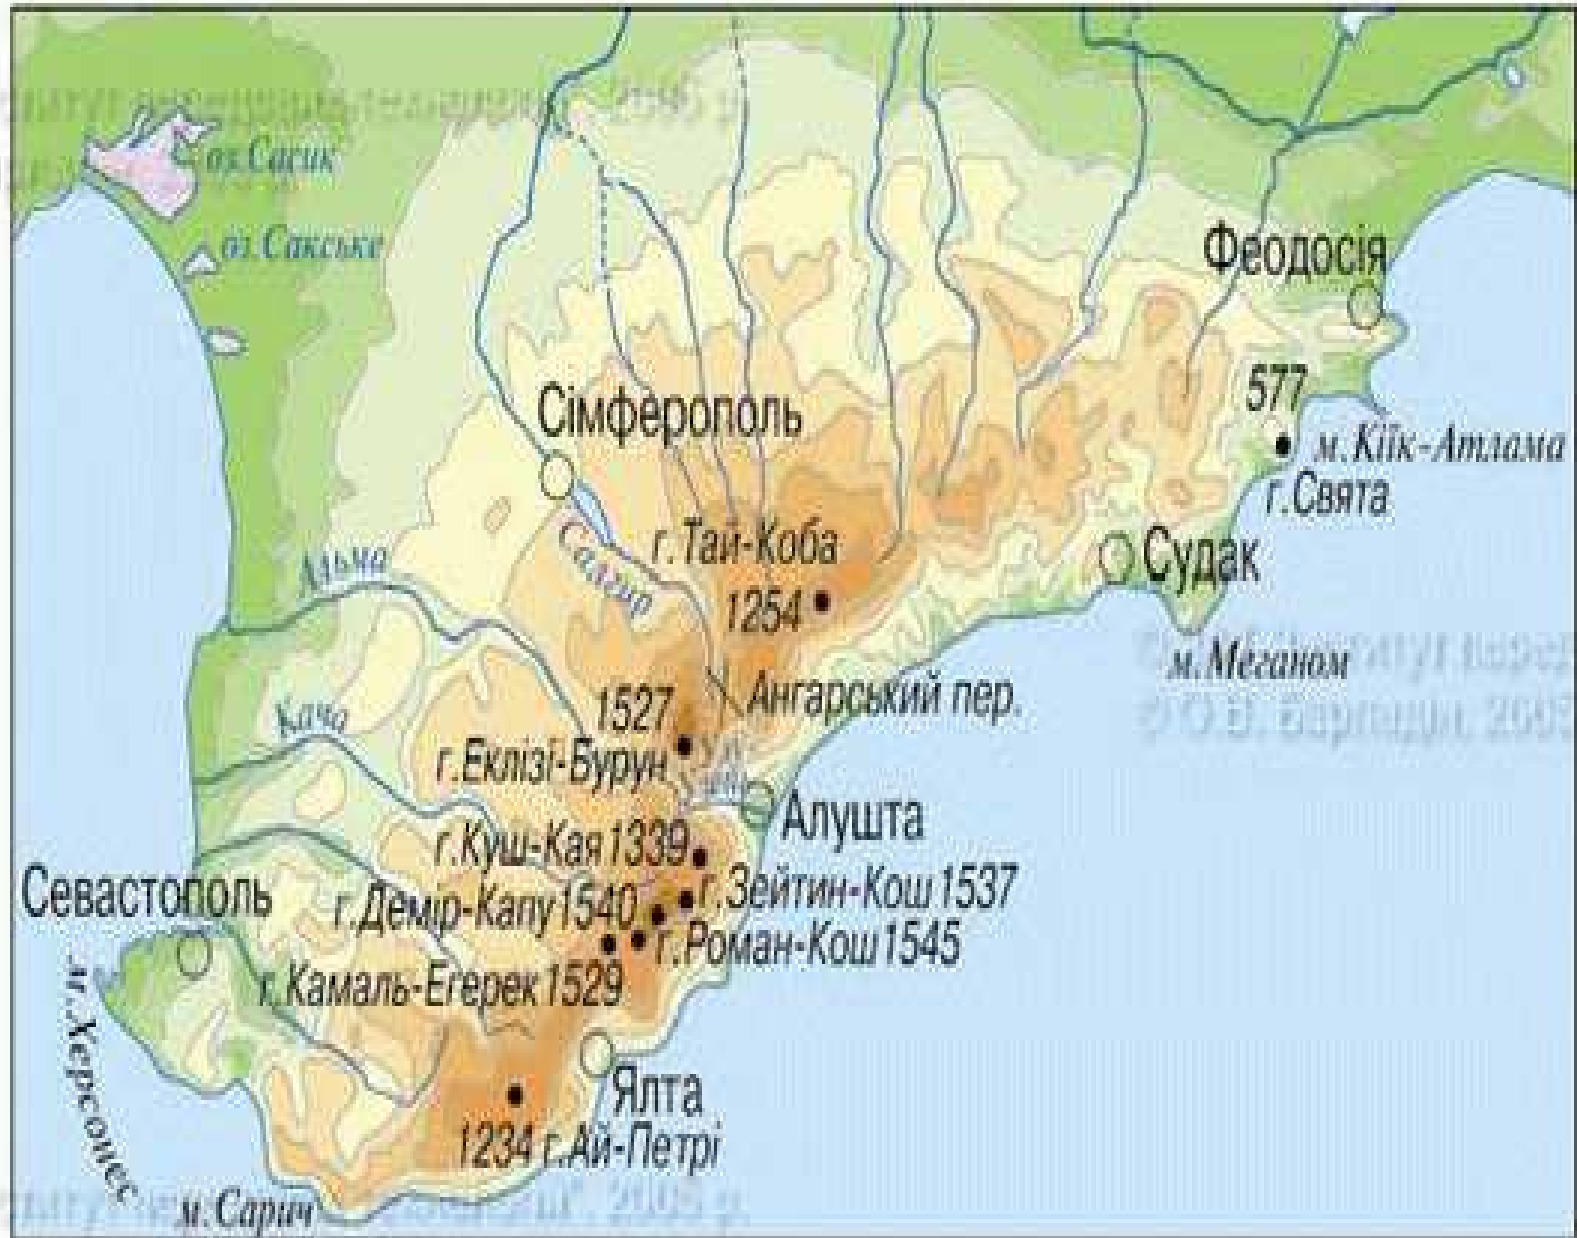 оз.Сасик
оз.Сакське
Феодосія
577
Сімферополь
м.Кіїк-Атлама
г.Свята
Альма
Салгир
г.Тай-Коба
Судак
1254
м.Меганом
Ангарський пер.
1527
Кача
г.Еклізі-Бурун
Алушта
г.Куш-Кая 1339
Севастополь
г.Зейтин-Кош 1537
г.Демір-Капу 1540
г.Роман-Кош 1545
г.Камаль-Егерек 1529
м.Херсонес
Ялта
1234 г.Ай-Петрі
м.Сарич